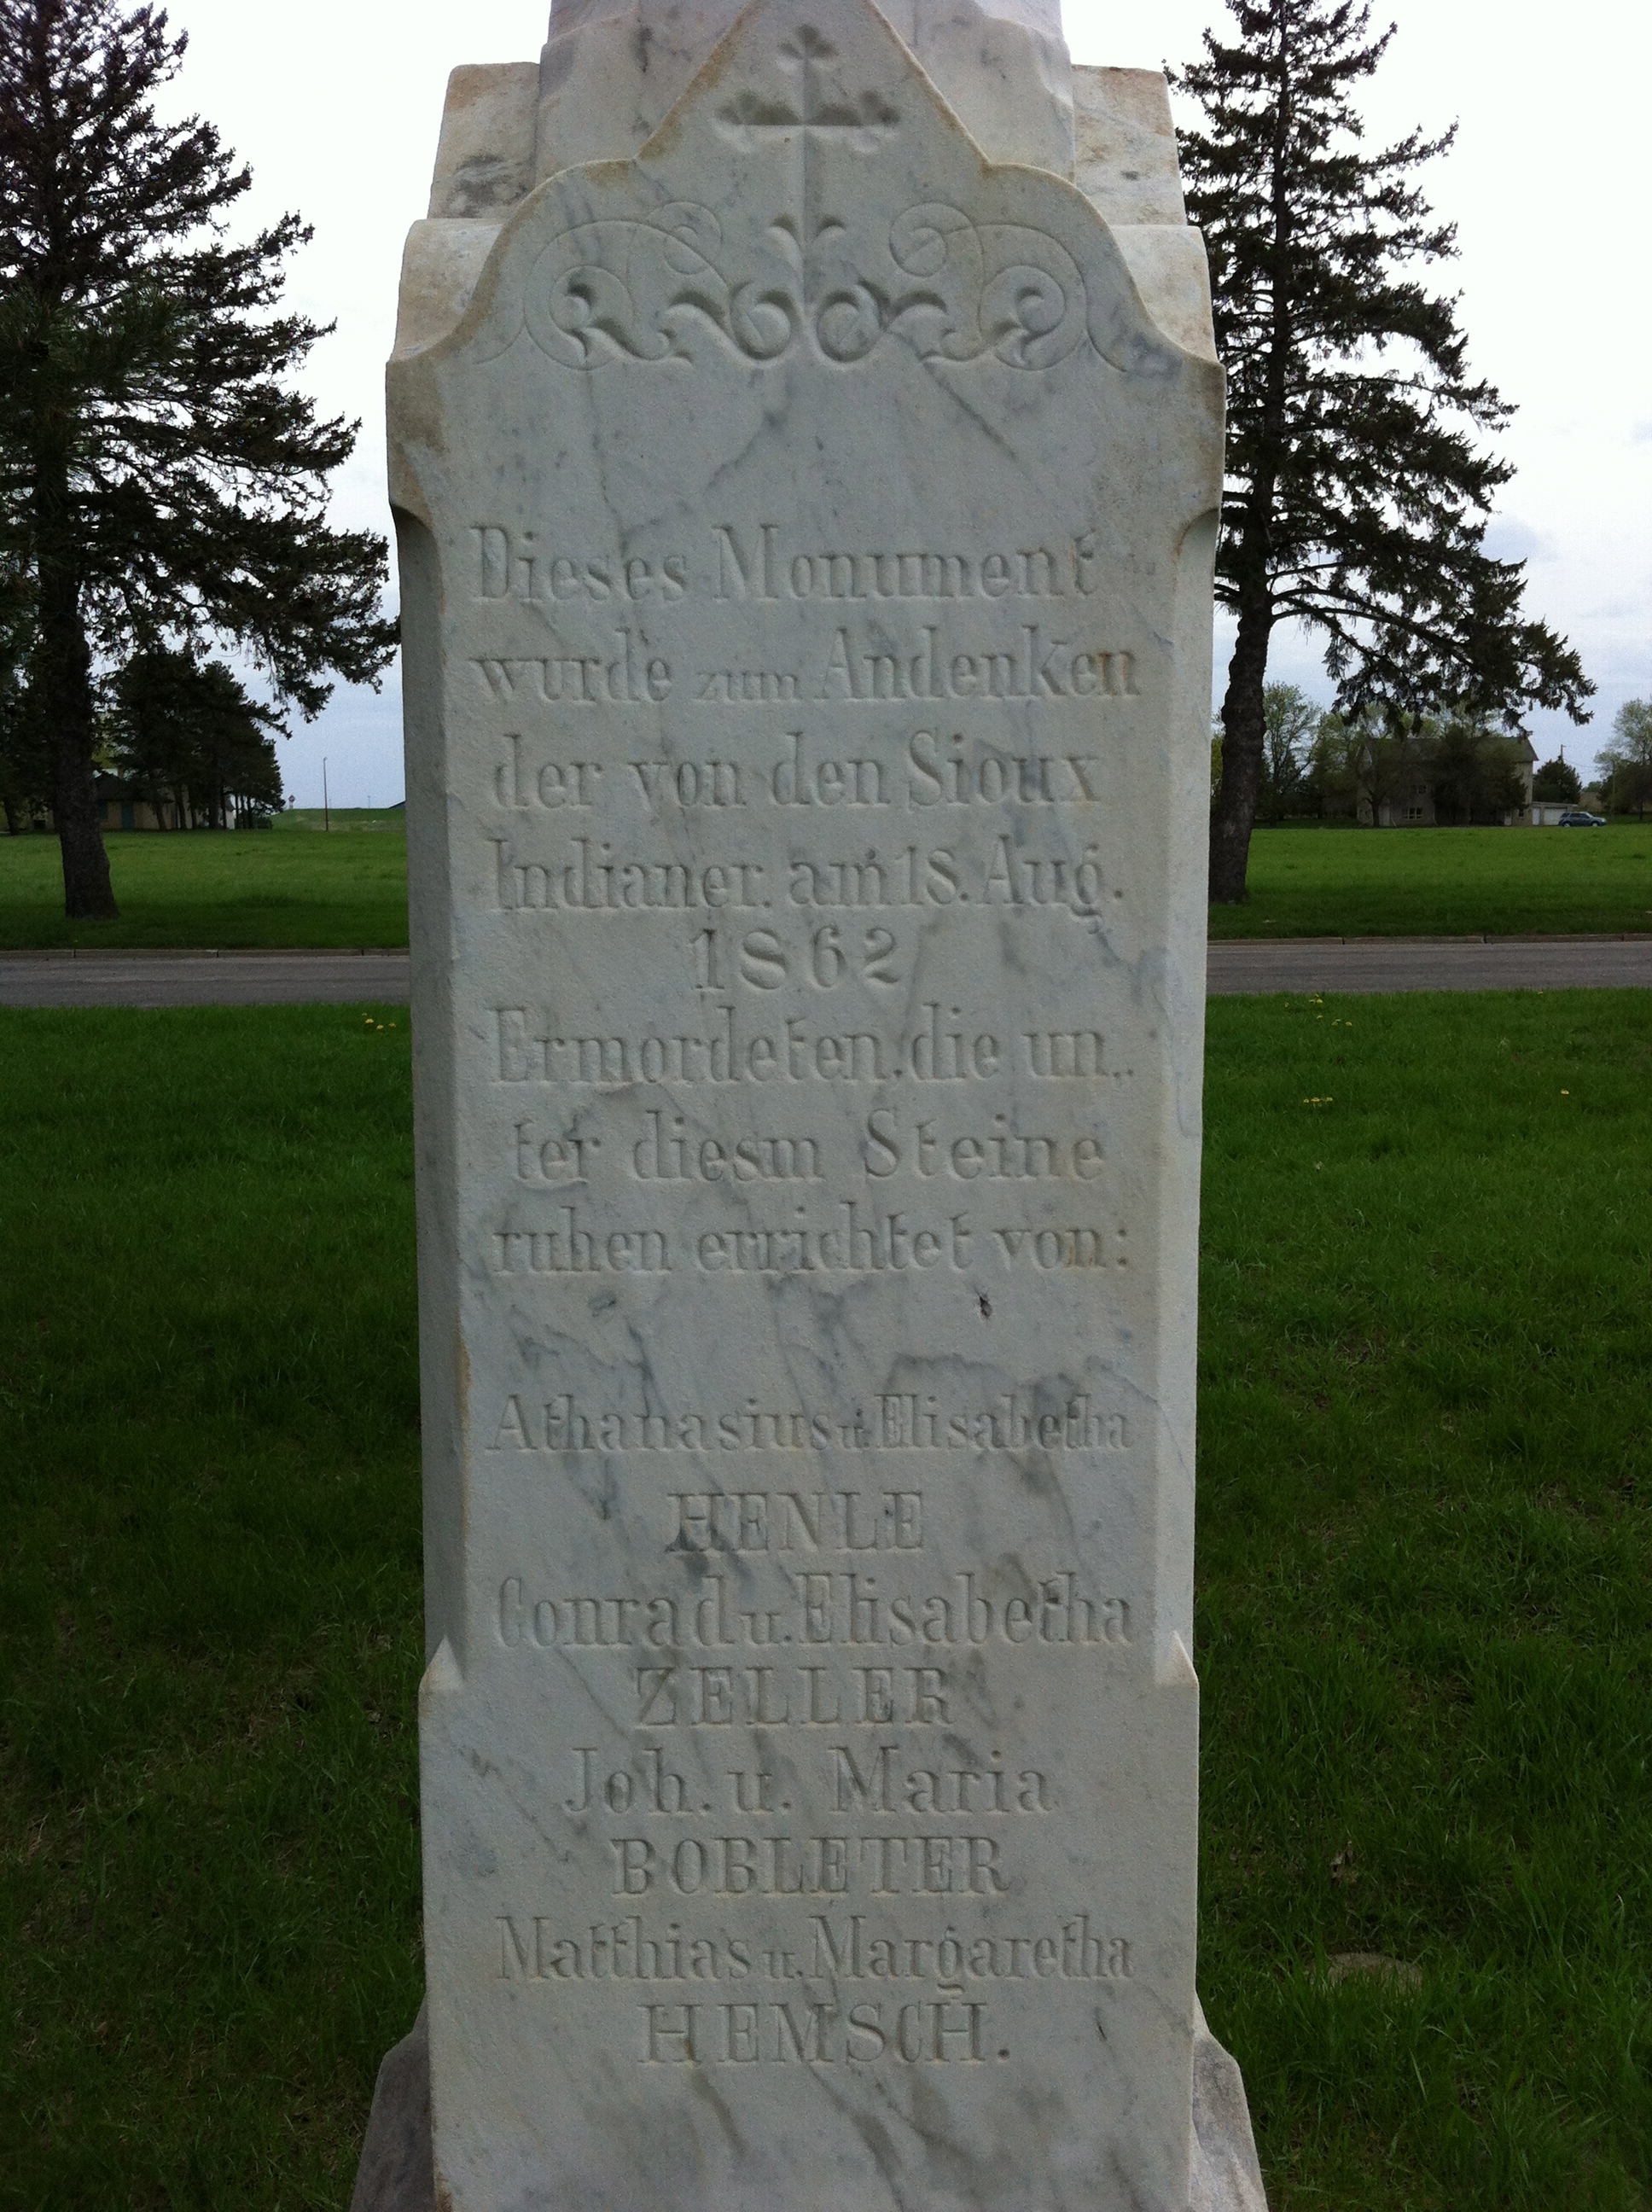 Dieses Monument
wurde zum Andenken
der von den Sioux
Indianer. am 18. Aug.
1862
Ermordeten, die un..
ter diesm Steine
ruhen errichtet von:
Athanasius u. Elisabetha
HENLE
Conrad u. Elisabetha
ZELLER
Joh. u. Maria
BOBLETER
Matthias u. Margaretha
HEMSCH.